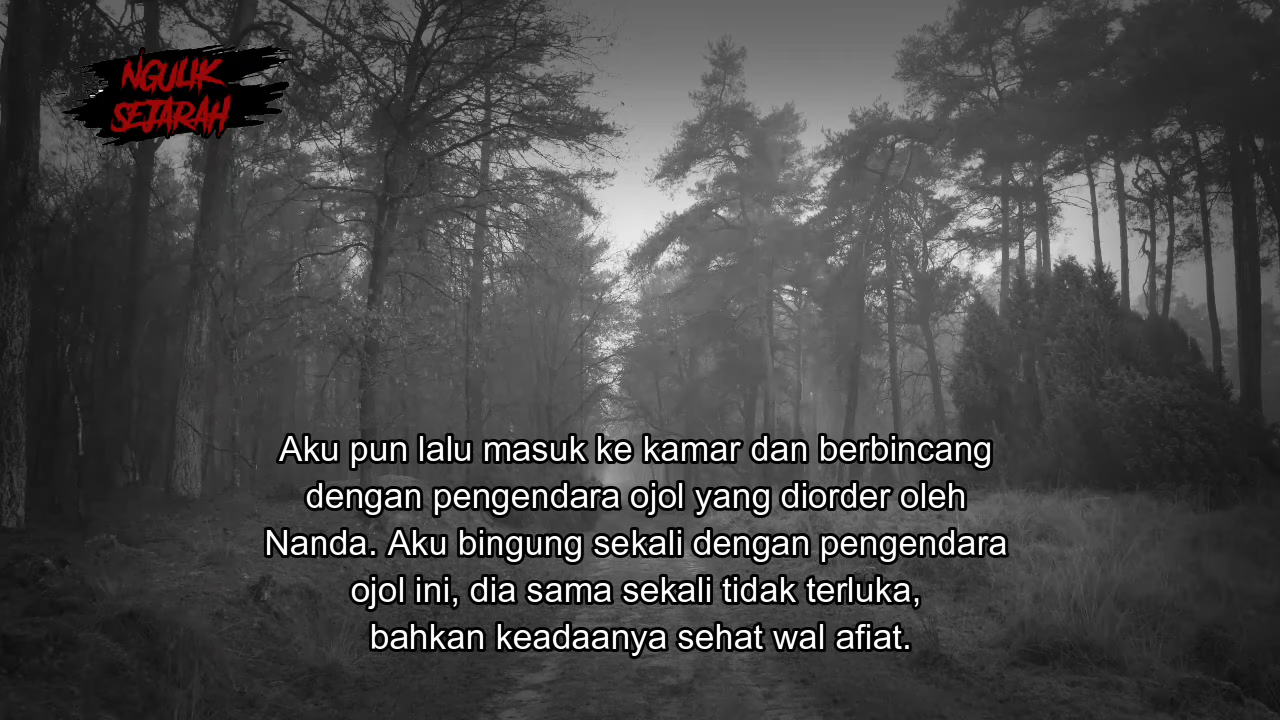 NGULIK
SEJARAH
Aku pun lalu masuk ke kamar dan berbincang
dengan pengendara ojol yang diorder oleh
Nanda. Aku bingung sekali dengan pengendara
ojol ini, dia sama sekali tidak terluka,
bahkan keadaanya sehat wal afiat.